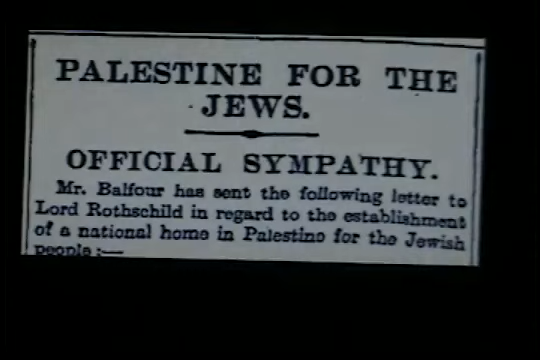 PALESTINE FOR THE
JEWS.
OFFICIAL SYMPATHY.
Mr. Balfour has sent the following letter to
Lord Rothschild in regard to the establishment
of a national home in Palestine for the Jewish
people:—